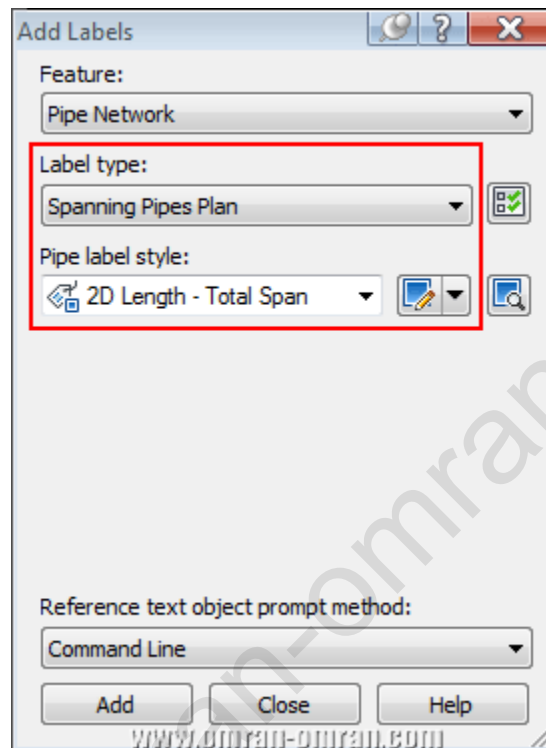 Add Labels
Feature:
Pipe Network
Label type:
Spanning Pipes Plan
Pipe label style:
2D Length - Total Span
Reference text object prompt method:
Command Line
Add Close Help
www.omran-omran.com